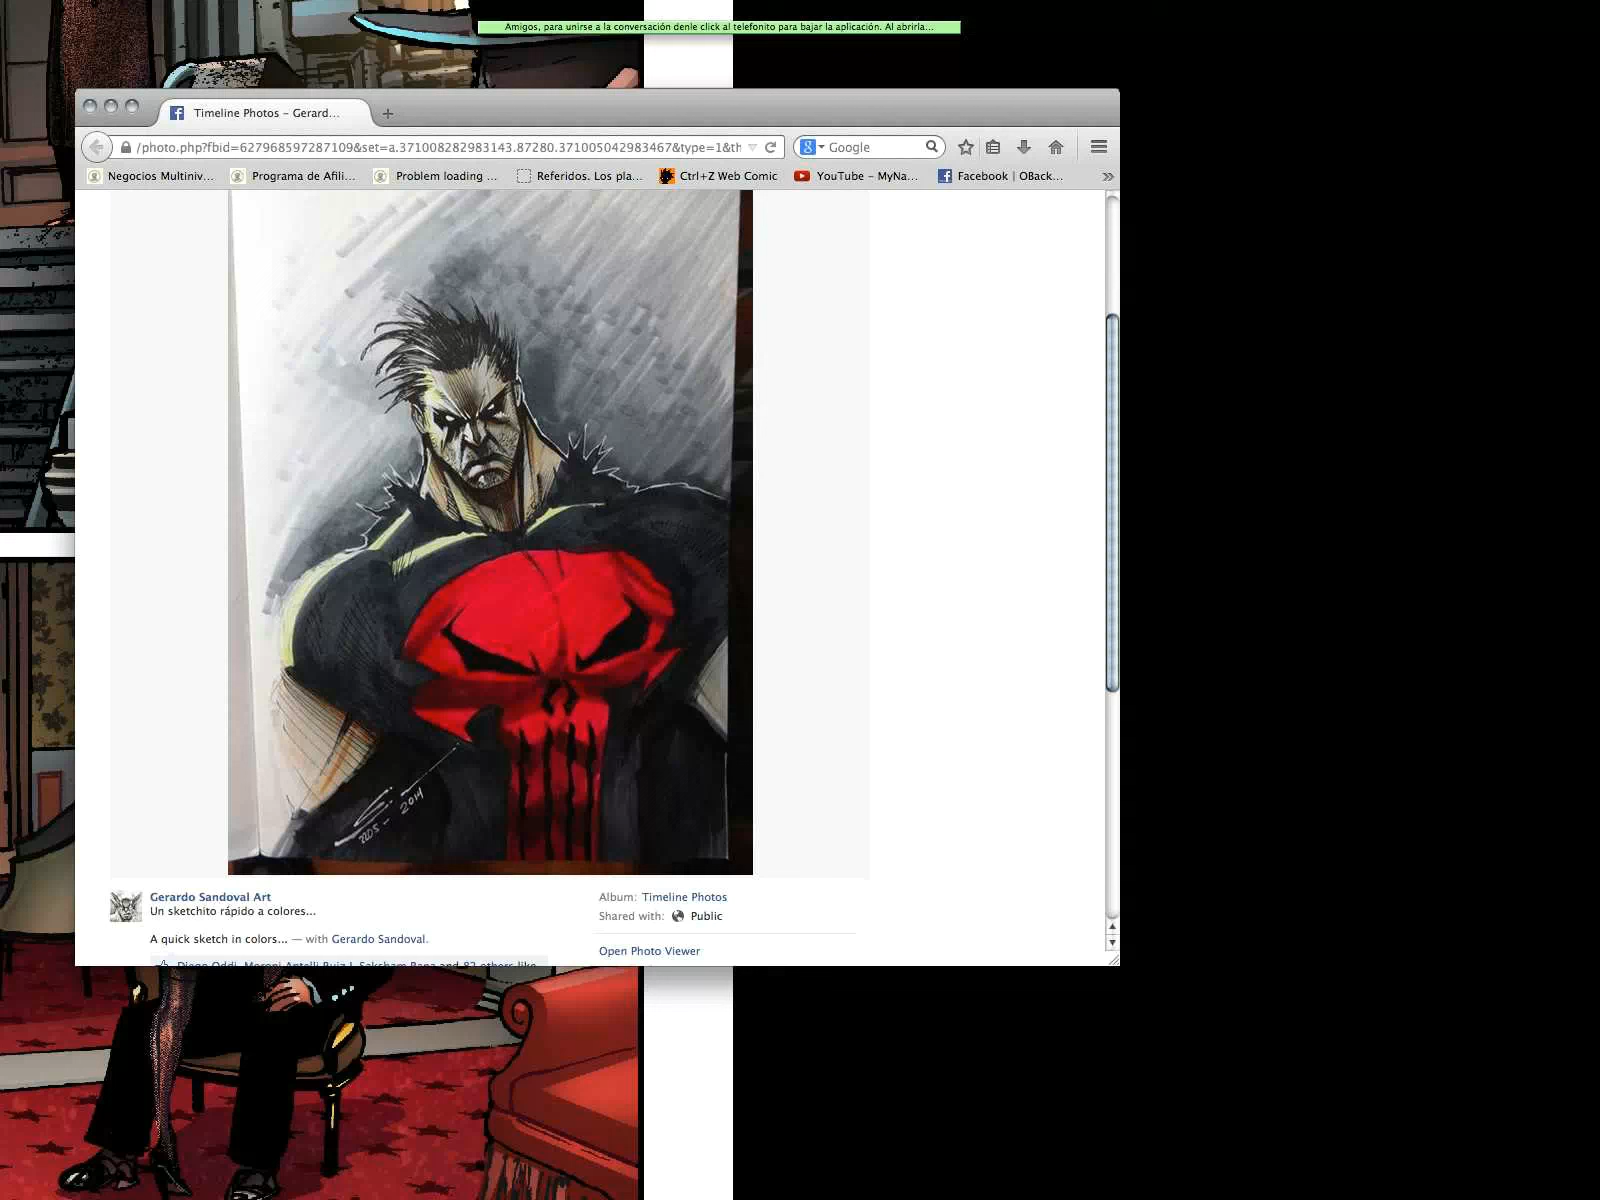 Amigos, para unirse a la conversación denle click al telefonito para bajar la aplicación. Al abrirla...
Timeline Photos – Gerard...
/photo.php?fbid=627968597287109&set=a.371008282983143.87280.371005042983467&type=1&th
Google
Negocios Multiniv... Programa de Afili... Problem loading ... Referidos. Los pla... Ctrl+Z Web Comic YouTube – MyNa... Facebook | OBack...
2014
Gerardo Sandoval Art
Un sketchito rápido a colores...
A quick sketch in colors... — with Gerardo Sandoval.
Album: Timeline Photos
Shared with: Public
Open Photo Viewer